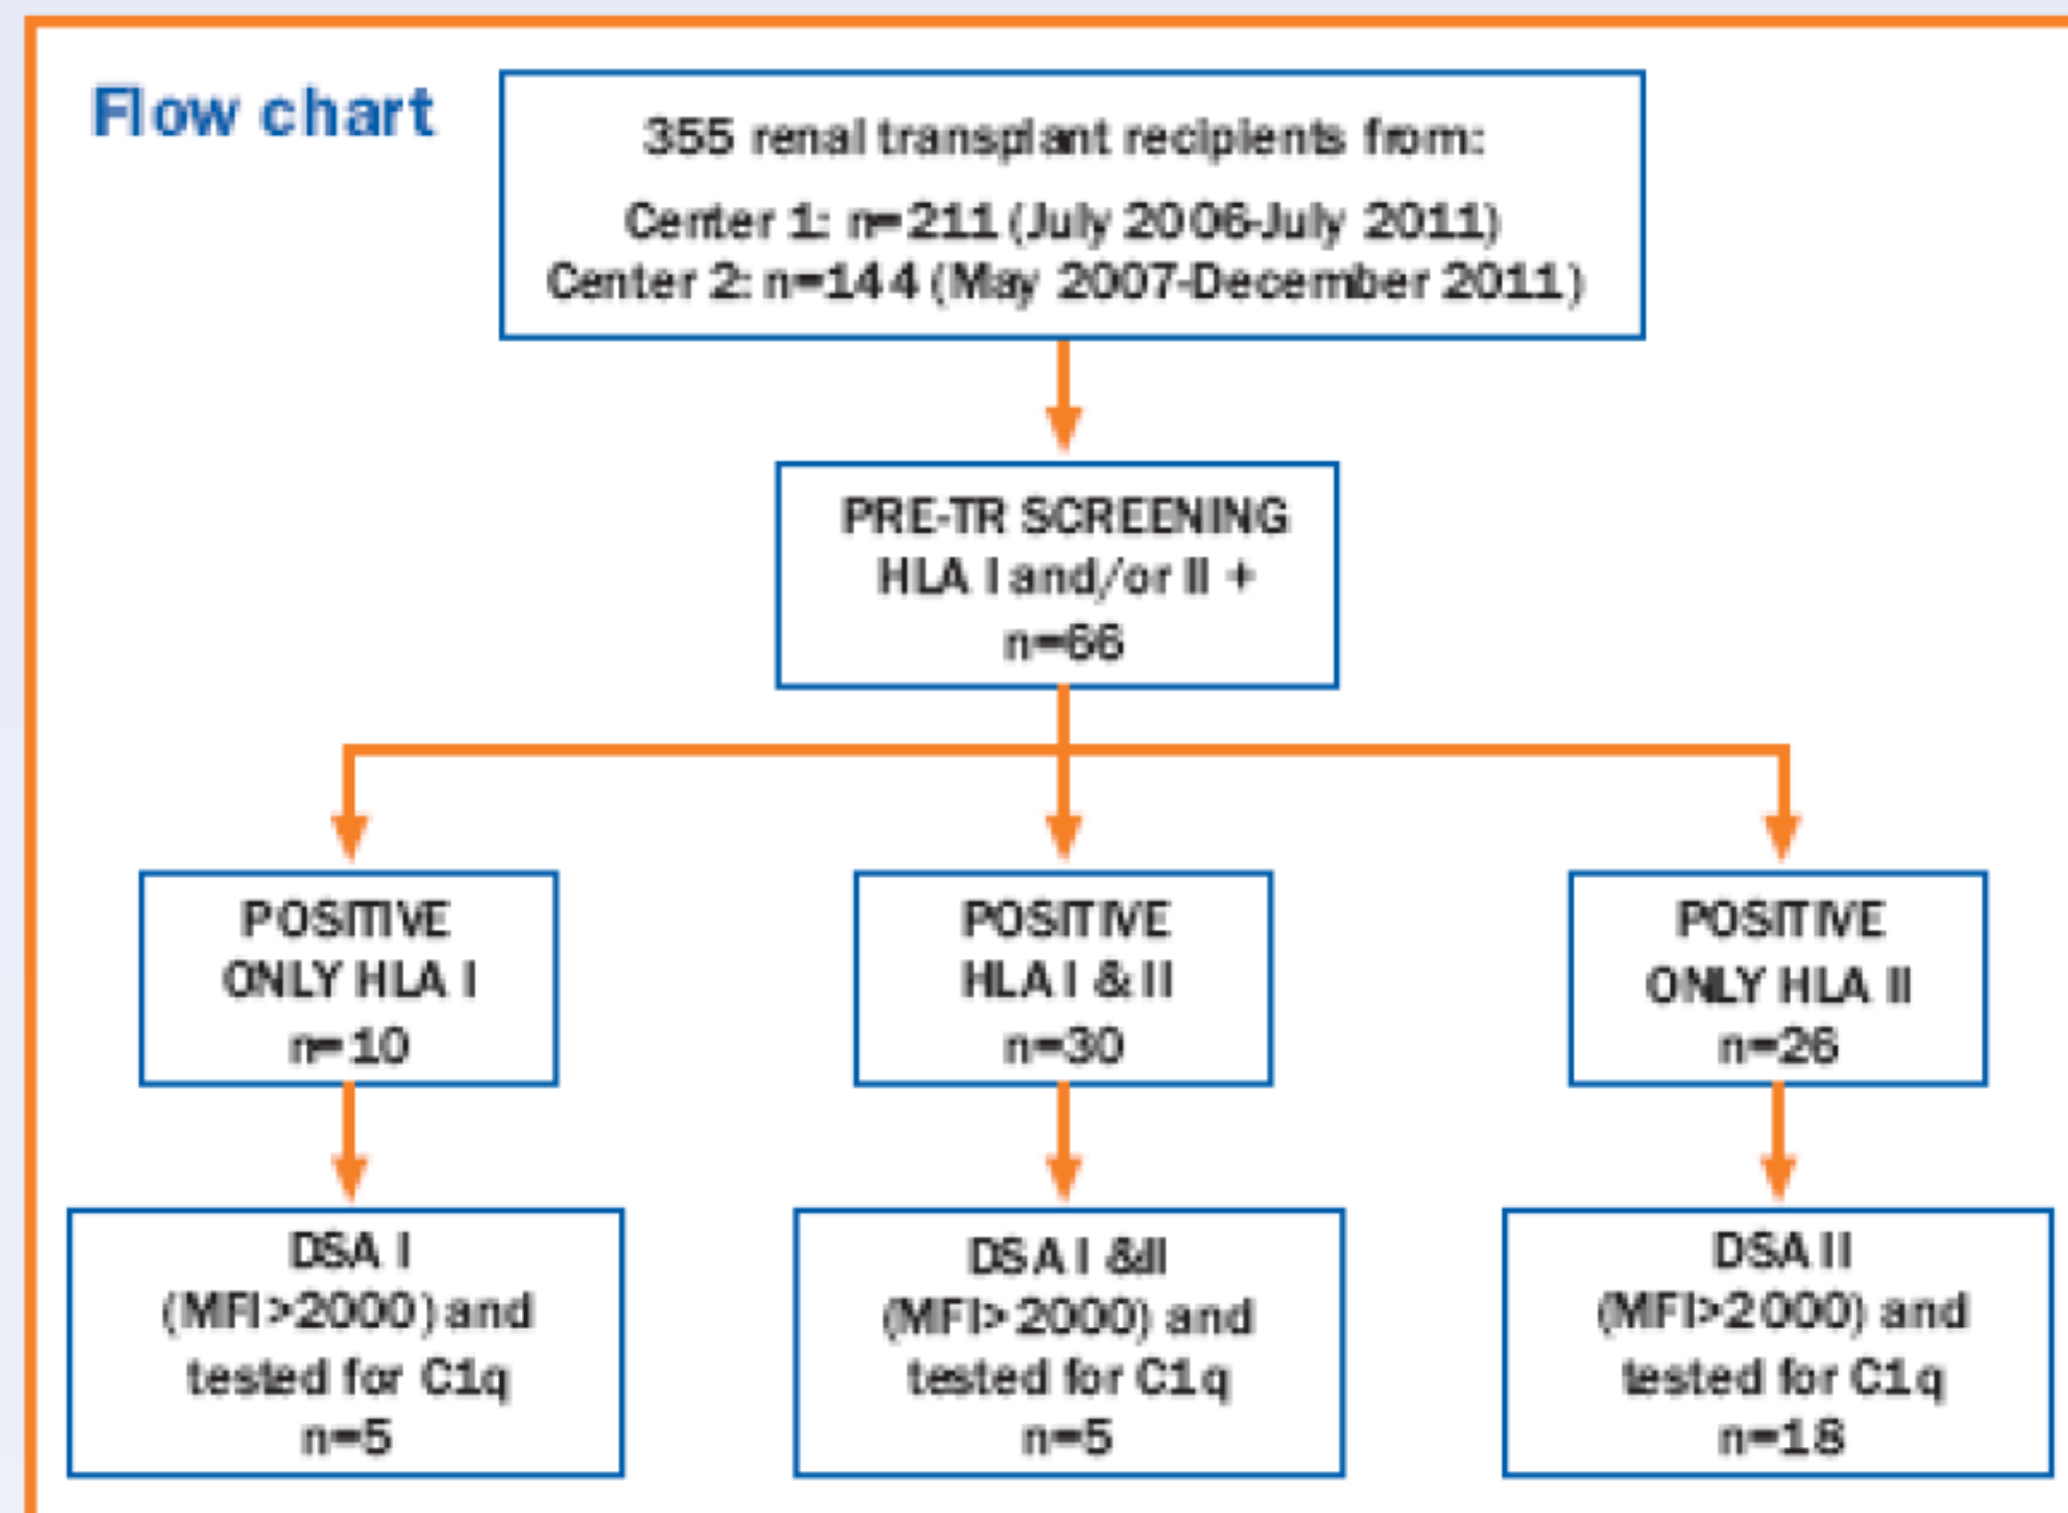 Flow chart
355 renal transplant recipients from:
Center 1: n=211 (July 2006-July 2011)
Center 2: n=144 (May 2007-December 2011)
PRE-TR SCREENING
HLA I and/or II +
n=66
POSITIVE
ONLY HLA I
n=10
POSITIVE
HLA I & II
n=30
POSITIVE
ONLY HLA II
n=26
DSA I
(MFI>2000) and
tested for C1q
n=5
DSA I &II
(MFI>2000) and
tested for C1q
n=5
DSA II
(MFI>2000) and
tested for C1q
n=18